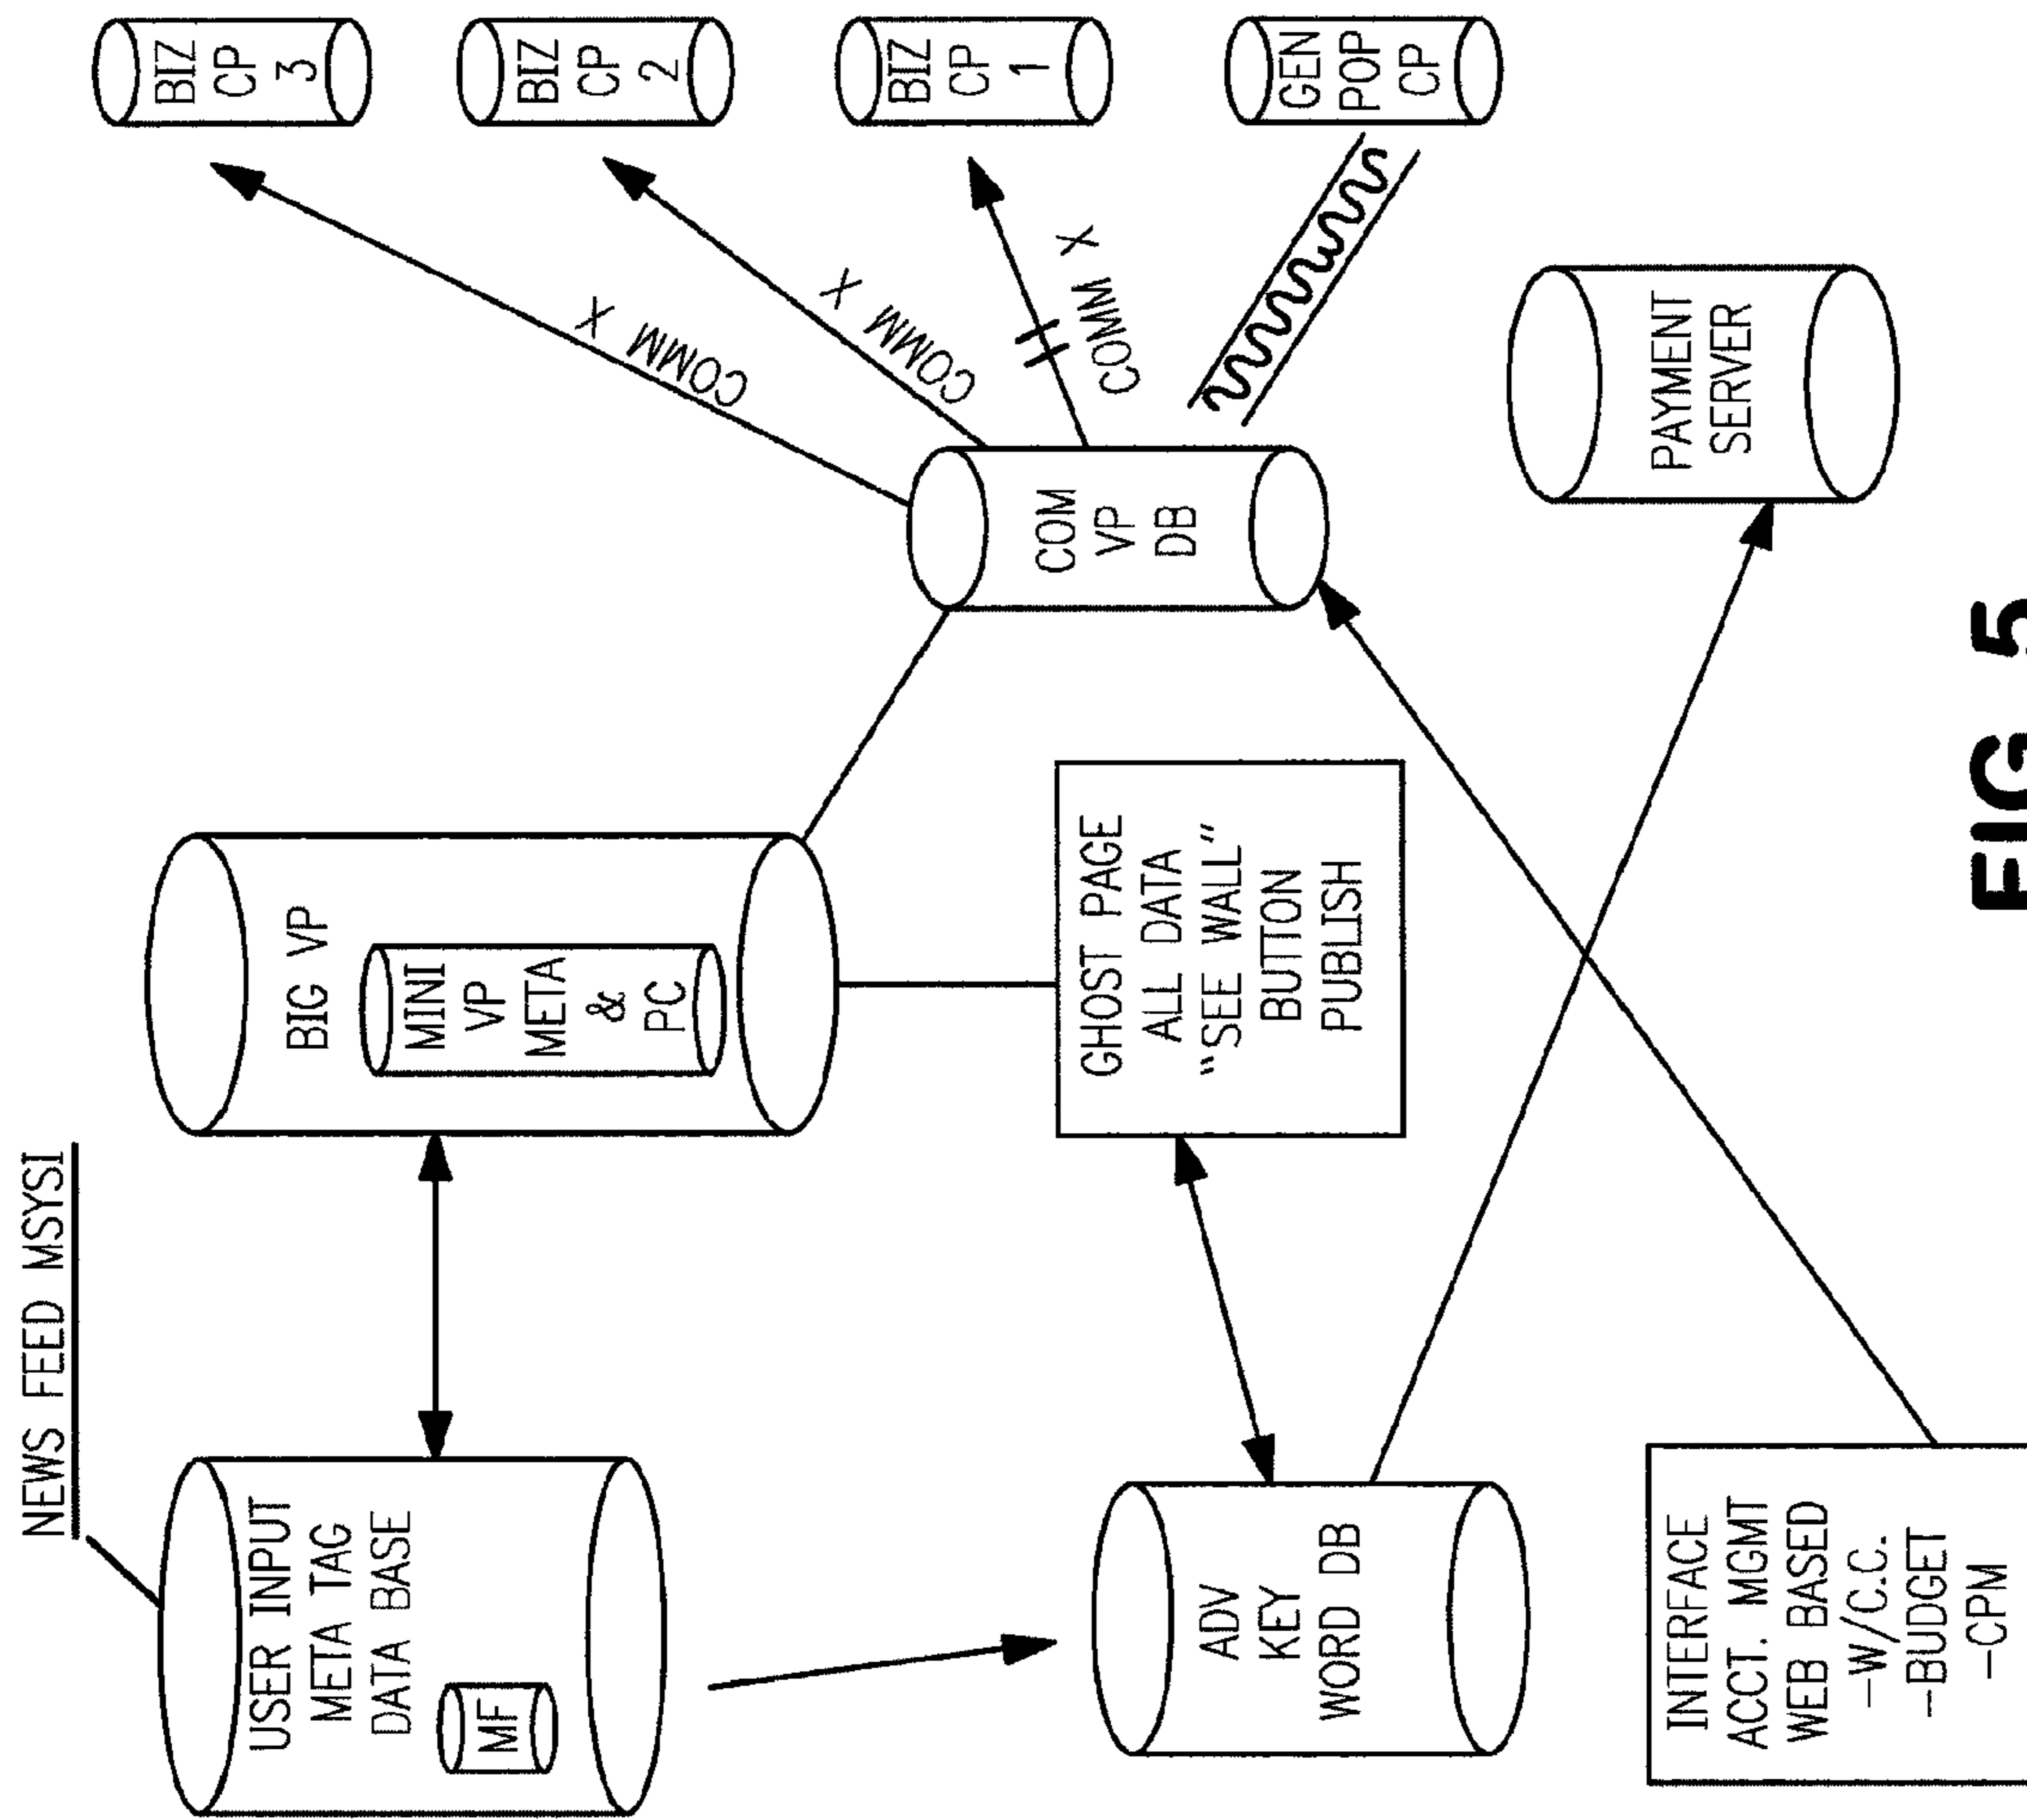 NEWS FEED MSYSI
USER INPUT
META TAG
DATA BASE
MF
BIG VP
MINI
VP
META
&
PC
BIZ
CP
3
BIZ
CP
2
BIZ
CP
1
GEN
POP
CP
COMM X
COMM X
COMM X
COM
VP
DB
GHOST PAGE
ALL DATA
"SEE WALL"
BUTTON
PUBLISH
ADV
KEY
WORD DB
PAYMENT
SERVER
INTERFACE
ACCT. MGMT
WEB BASED
-W/C.C.
-BUDGET
-CPM
FIG. 5